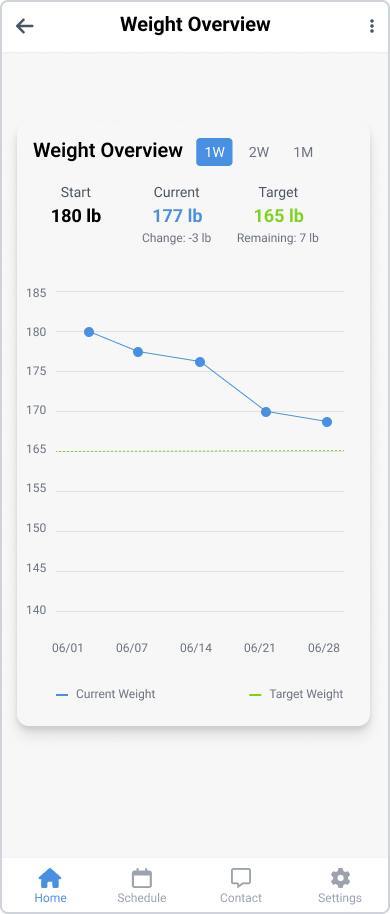 Weight Overview
Weight Overview 1W 2W 1M
Start Current Target
180 lb 177 lb 165 lb
Change: -3 lb Remaining: 7 lb
185
180
175
170
165
155
150
145
140
06/01 06/07 06/14 06/21 06/28
Current Weight Target Weight
Home Schedule Contact Settings